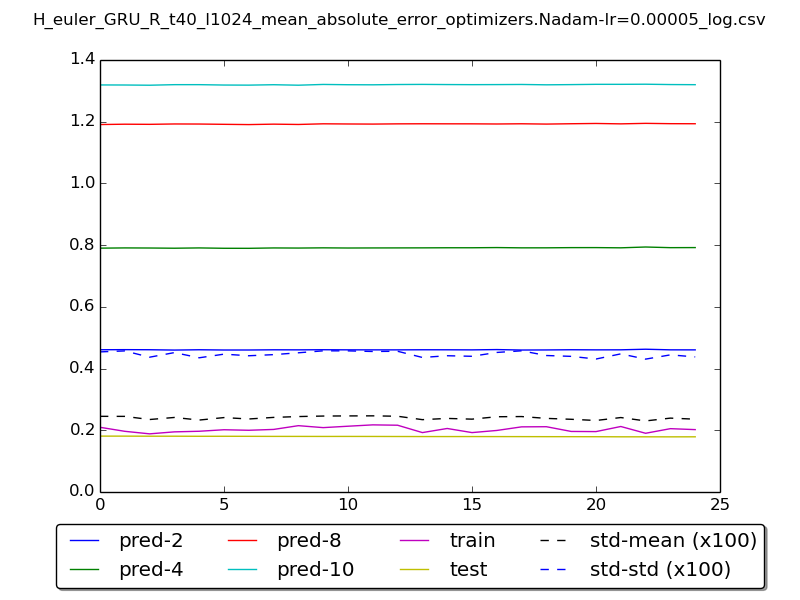 H_euler_GRU_R_t40_l1024_mean_absolute_error_optimizers.Nadam-lr=0.00005_log.csv
1.4
1.2
1.0
0.8
0.6
0.4
0.2
0.0
0 5 10 15 20 25
pred-2 pred-8 train std-mean (x100)
pred-4 pred-10 test std-std (x100)